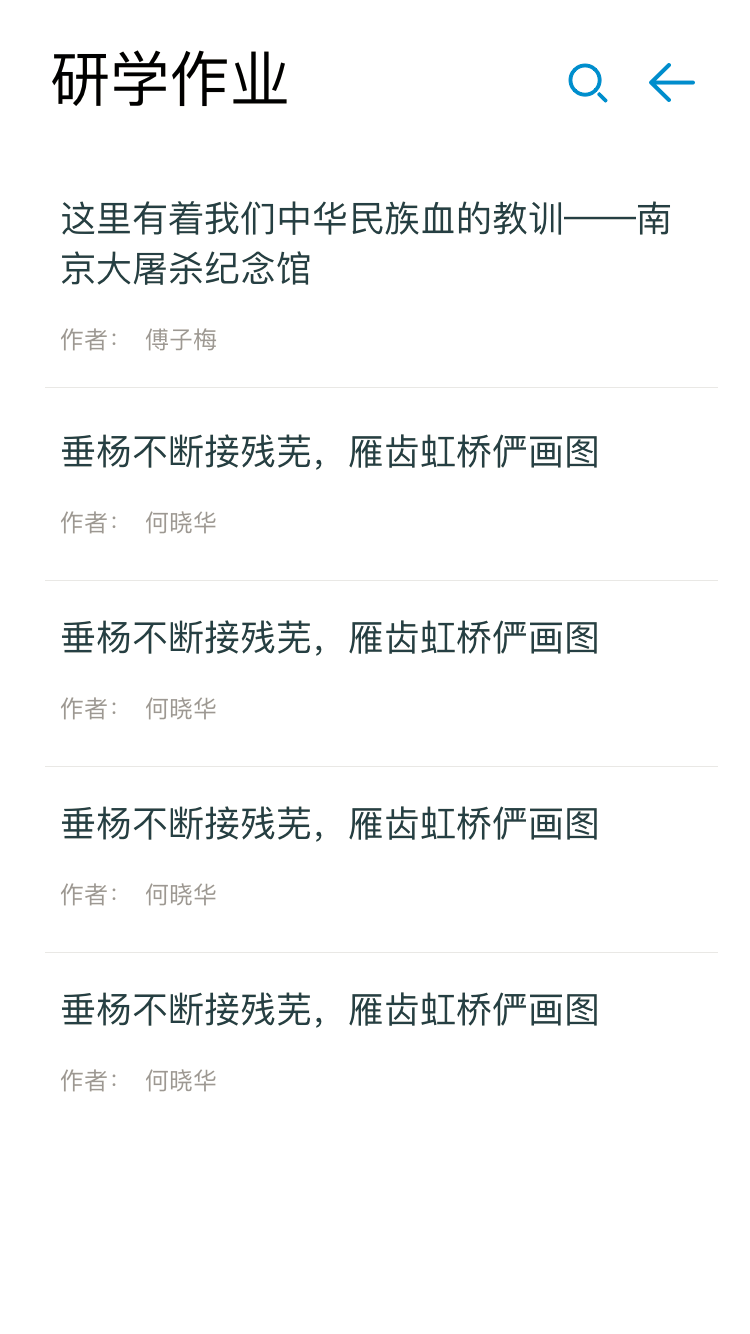 研学作业
这里有着我们中华民族血的教训——南
京大屠杀纪念馆
作者： 傅子梅
垂杨不断接残芜，雁齿虹桥俨画图
作者： 何晓华
垂杨不断接残芜，雁齿虹桥俨画图
作者： 何晓华
垂杨不断接残芜，雁齿虹桥俨画图
作者： 何晓华
垂杨不断接残芜，雁齿虹桥俨画图
作者： 何晓华